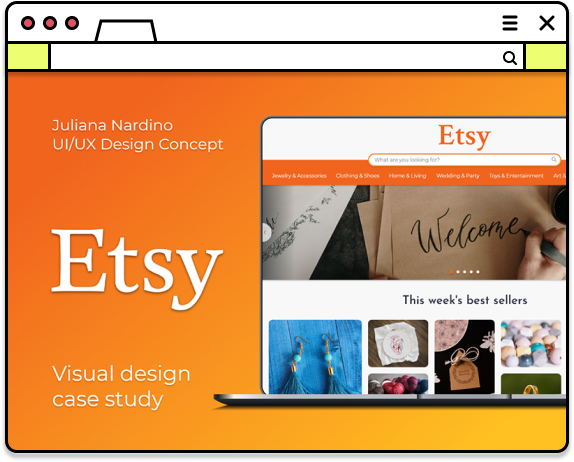 Juliana Nardino
UI/UX Design Concept
Etsy
Visual design
case study
Etsy
What are you looking for?
Jewelry & Accessories Clothing & Shoes Home & Living Wedding & Party Toys & Entertainment Art &
Welcome
This week's best sellers